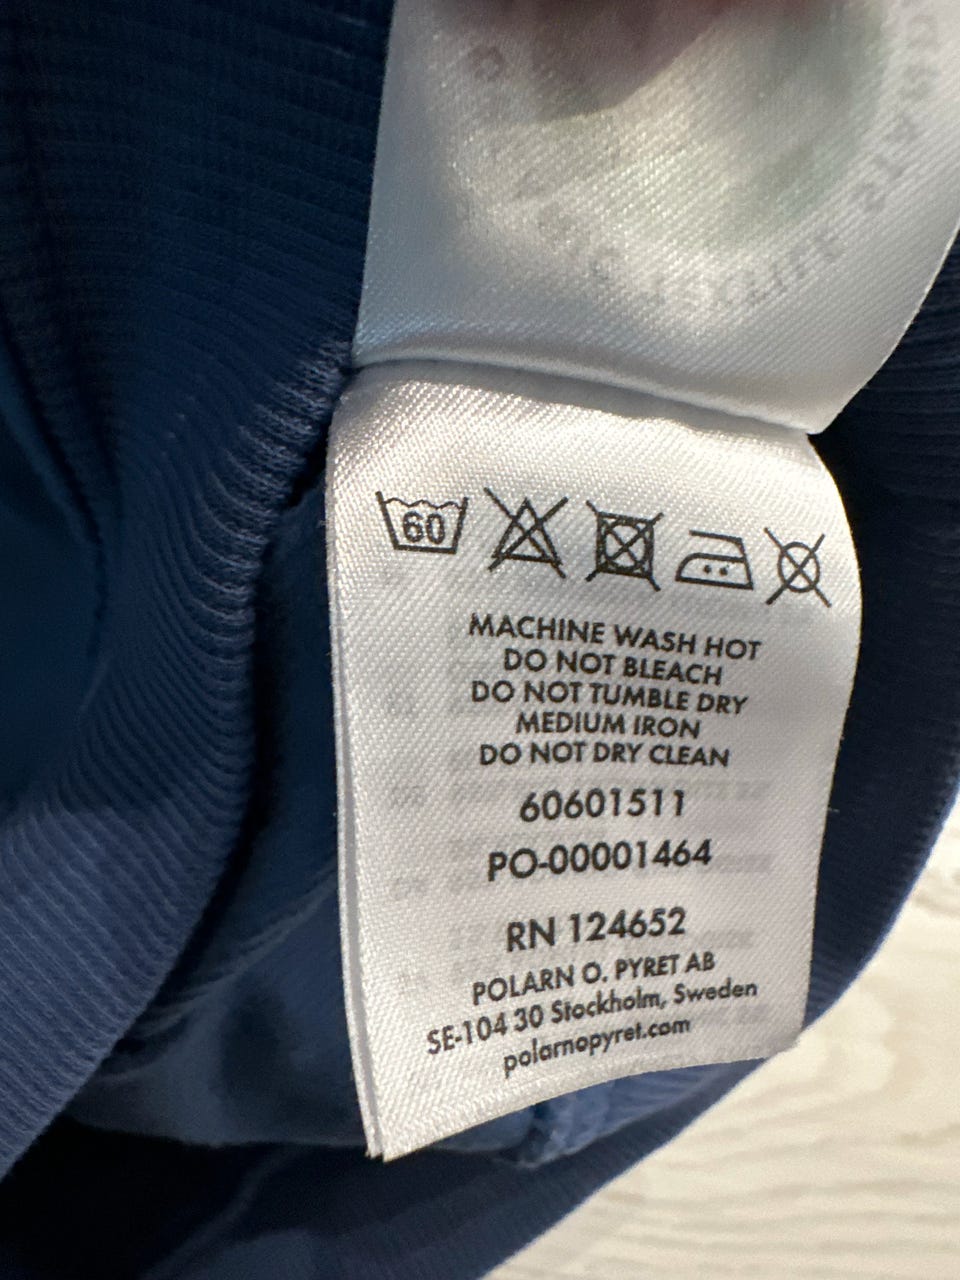 60
MACHINE WASH HOT
DO NOT BLEACH
DO NOT TUMBLE DRY
MEDIUM IRON
DO NOT DRY CLEAN
60601511
PO-00001464
RN 124652
POLARN O. PYRET AB
SE-104 30 Stockholm, Sweden
polarnopyret.com